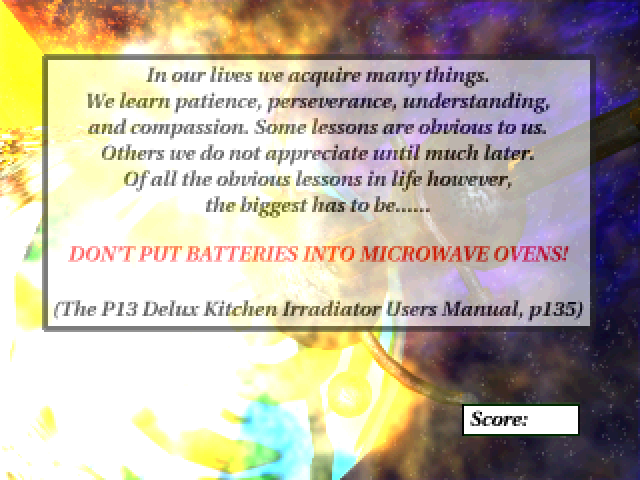 In our lives we acquire many things.
We learn patience, perseverance, understanding,
and compassion. Some lessons are obvious to us.
Others we do not appreciate until much later.
Of all the obvious lessons in life however,
the biggest has to be......
DON'T PUT BATTERIES INTO MICROWAVE OVENS!
(The P13 Delux Kitchen Irradiator Users Manual, p135)
Score: